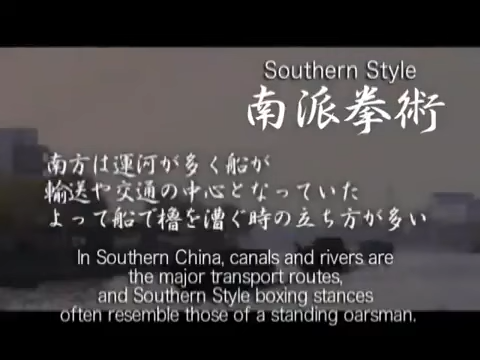 Southern Style
南派拳術
南方は運河が多く船が
輸送や交通の中心となっていた
よって船で櫓を漕ぐ時の立ち方が多い
In Southern China, canals and rivers are
the major transport routes,
and Southern Style boxing stances
often resemble those of a standing oarsman.